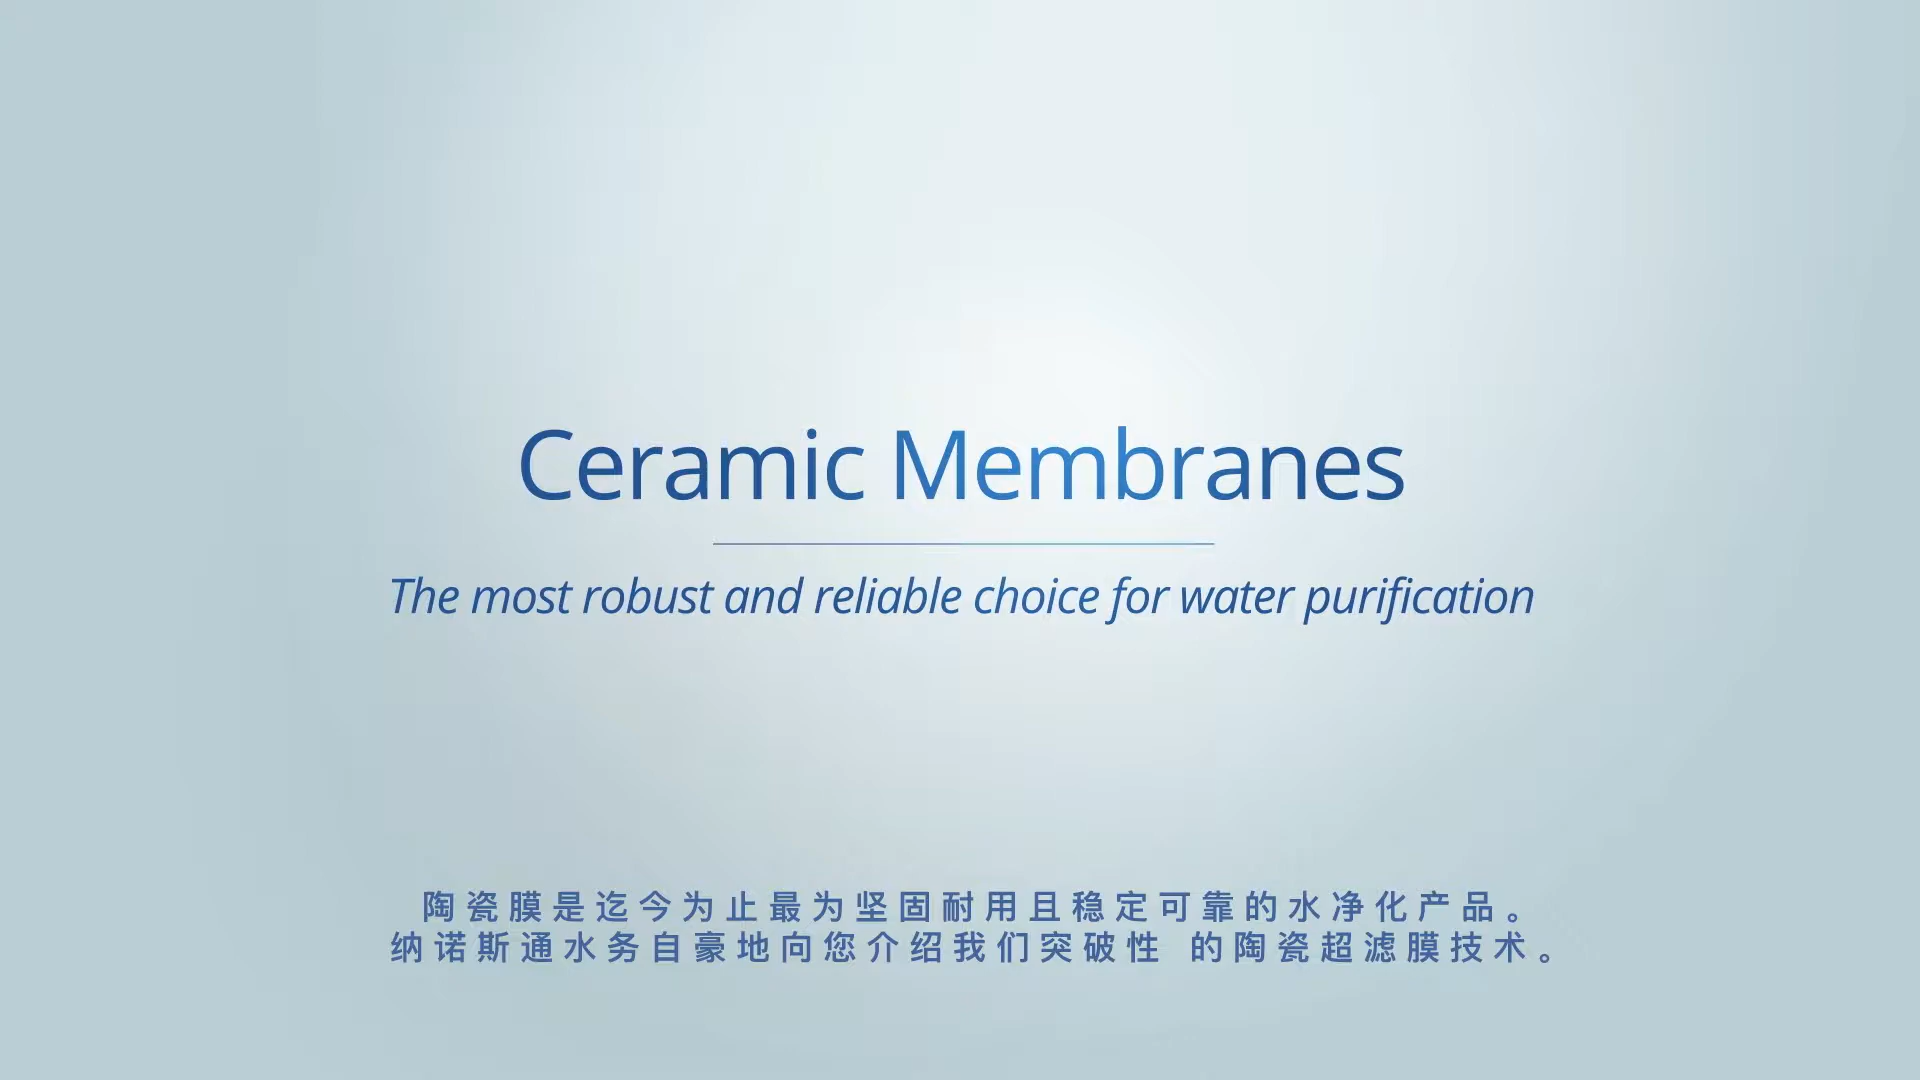 Ceramic Membranes
The most robust and reliable choice for water purification
陶瓷膜是迄今为止最为坚固耐用且稳定可靠的水净化产品。
纳诺斯通水务自豪地向您介绍我们突破性 的陶瓷超滤膜技术。